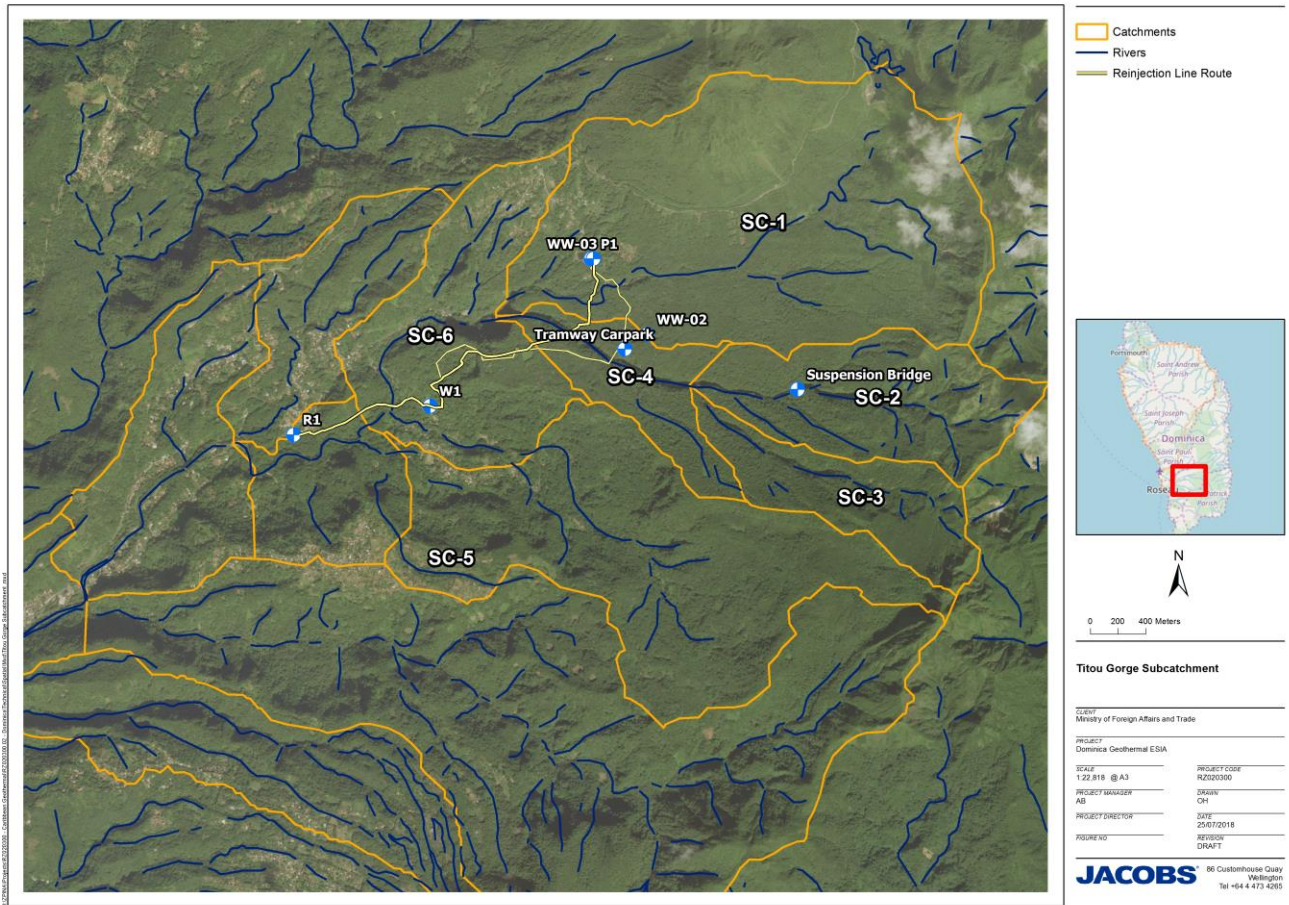 Catchments
Rivers
Reinjection Line Route
SC-1
WW-03 P1
WW-02
SC-6
Tramway Carpark
SC-4
Suspension Bridge
SC-2
W1
R1
SC-3
SC-5
Portsmouth
Saint Andrew
Parish
Saint Joseph
Parish
Dominica
Saint Paul
Parish
Parish
N
0 200 400 Meters
Titou Gorge Subcatchment
CLIENT
Ministry of Foreign Affairs and Trade
PROJECT
Dominica Geothermal ESIA
SCALE
1:22,818 @ A3
PROJECT CODE
RZ020300
PROJECT MANAGER
AB
DRAWN
OH
PROJECT DIRECTOR
DATE
25/07/2018
FIGURE NO
REVISION
DRAFT
JACOBS
86 Customhouse Quay
Wellington
Tel +64 4 473 4265